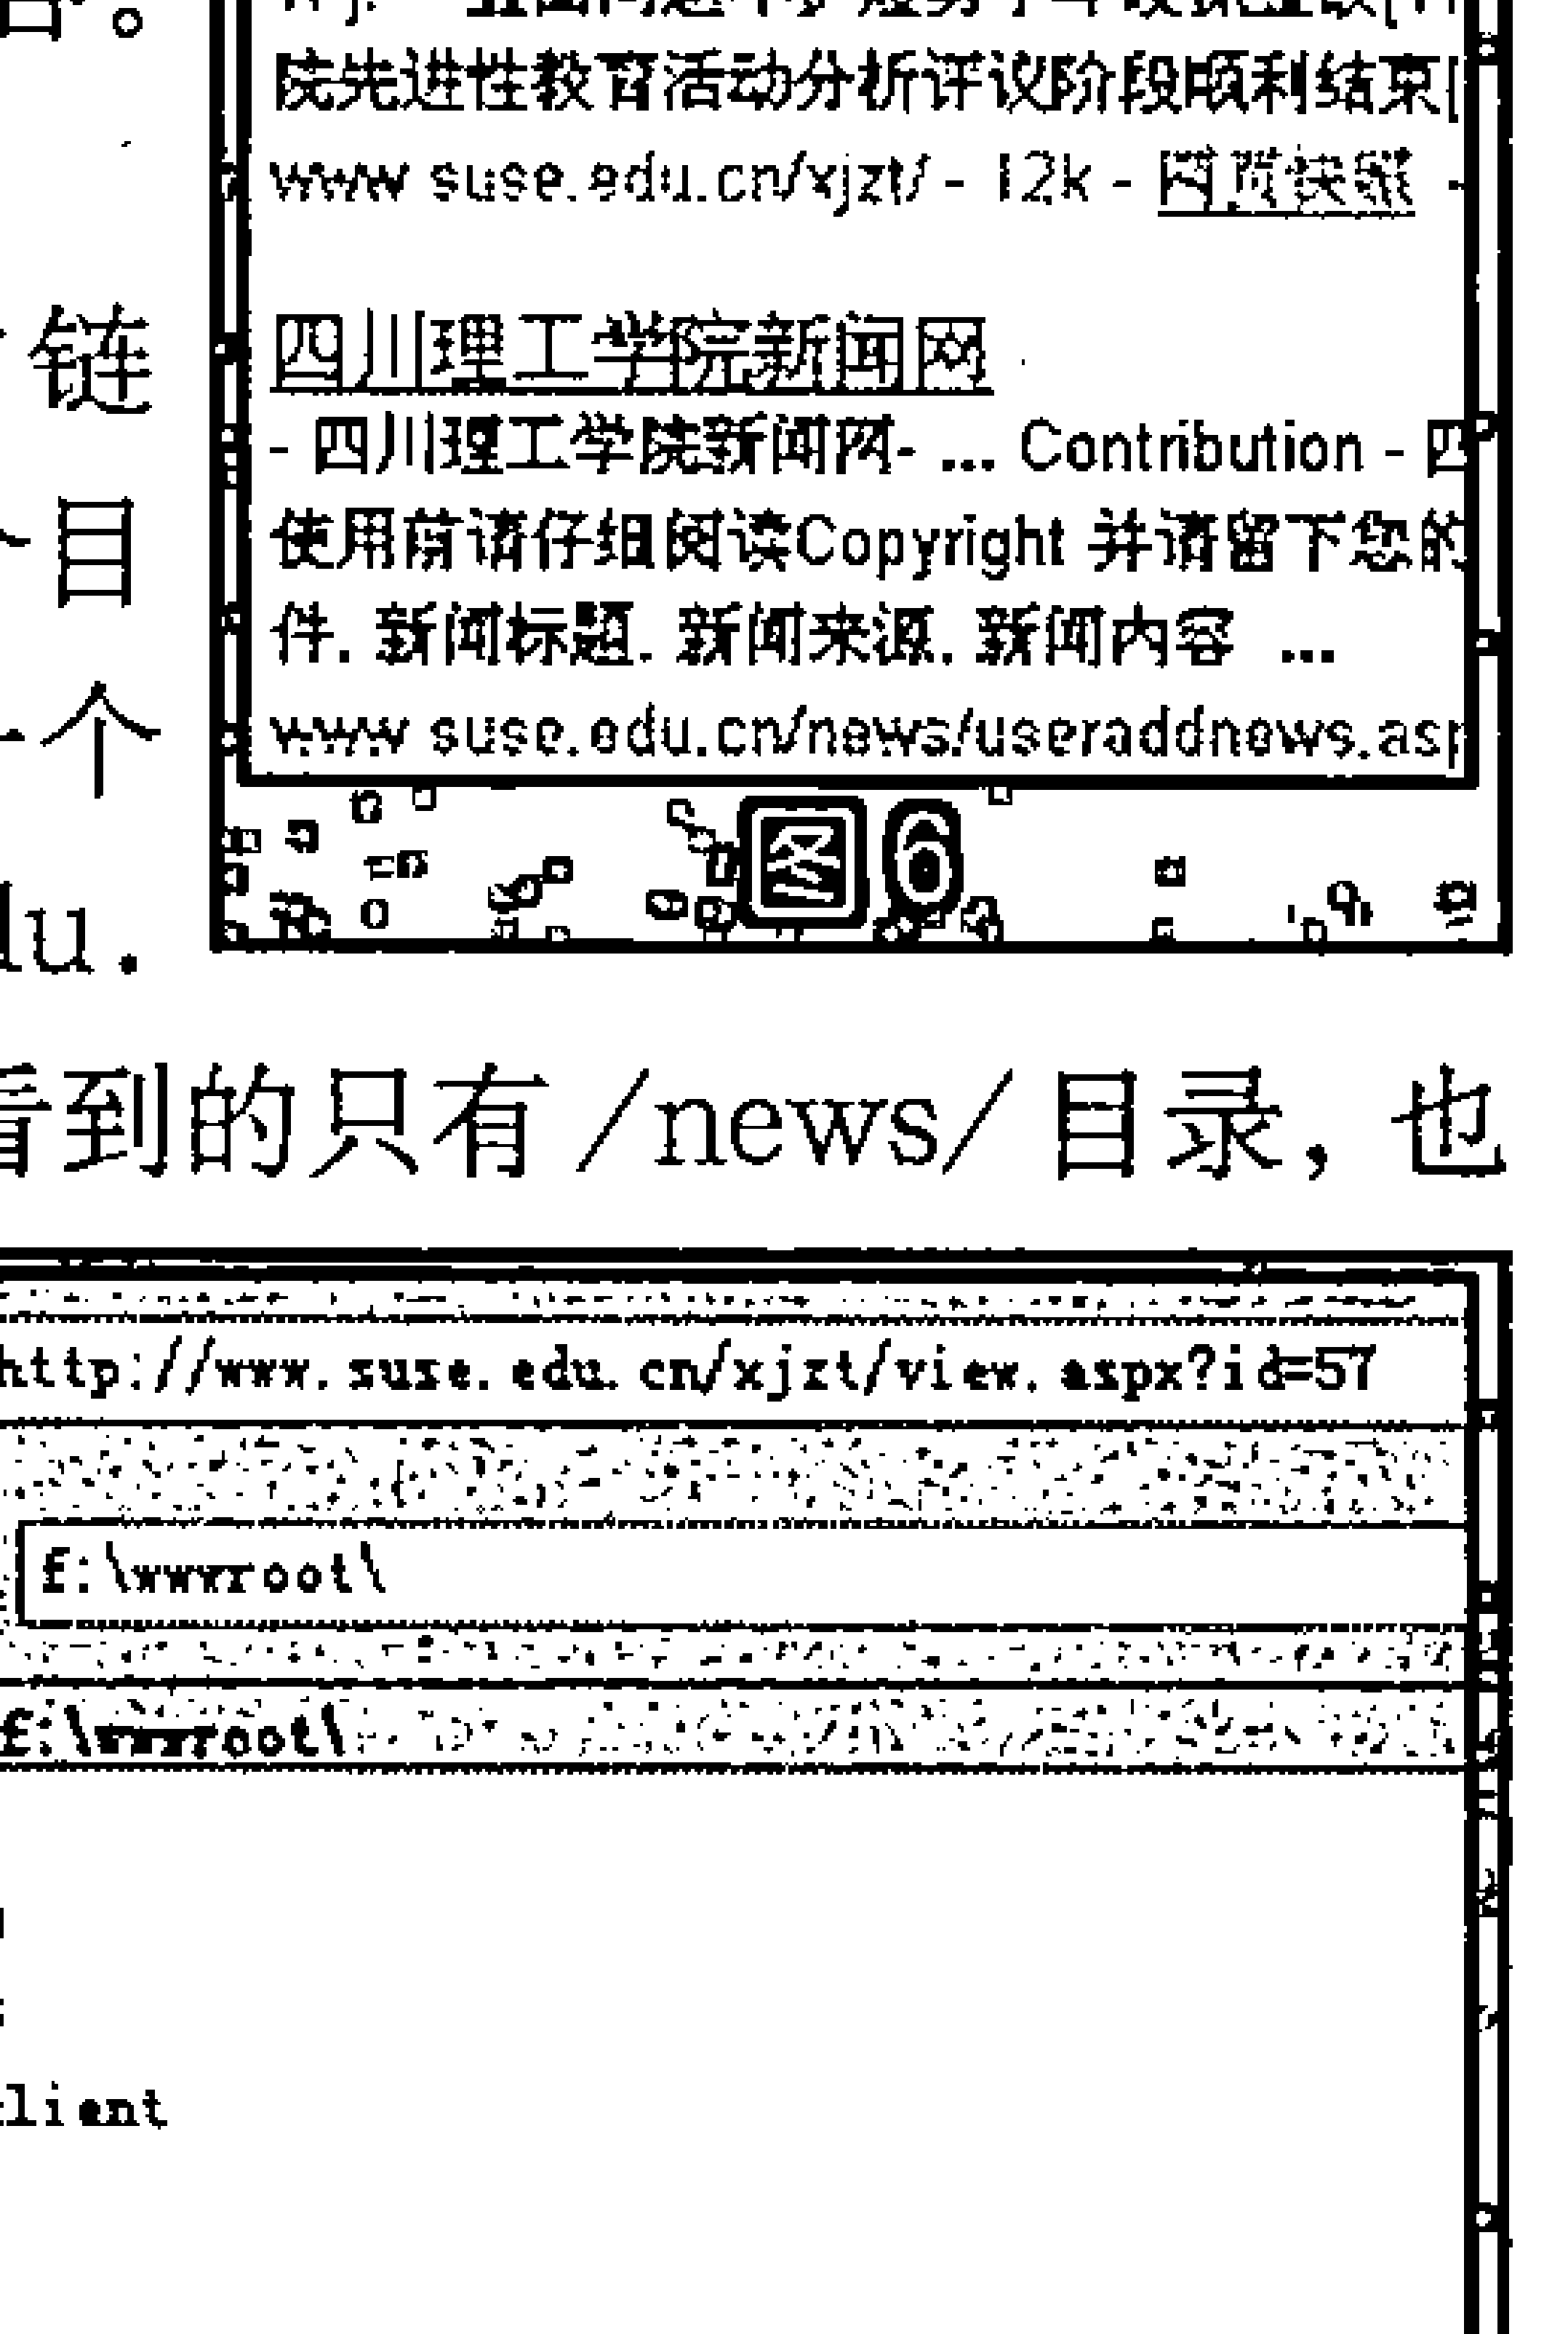 院先进性教育活动分析评议阶段顺利结束[
www.suse.edu.cn/xjzt/ - 12k - 网页快照 -
链
四川理工学院新闻网
- 四川理工学院新闻网- ... Contribution - 四
目
使用前请仔细阅读Copyright 并请留下您的
件. 新闻标题. 新闻来源. 新闻内容 ...
个
www.suse.edu.cn/news/useraddnews.asp
图6
du.
看到的只有/news/目录，也
http://www.suse.edu.cn/xjzt/view.aspx?id=57
f:\wwwroot\
f:\wwwroot\
lient